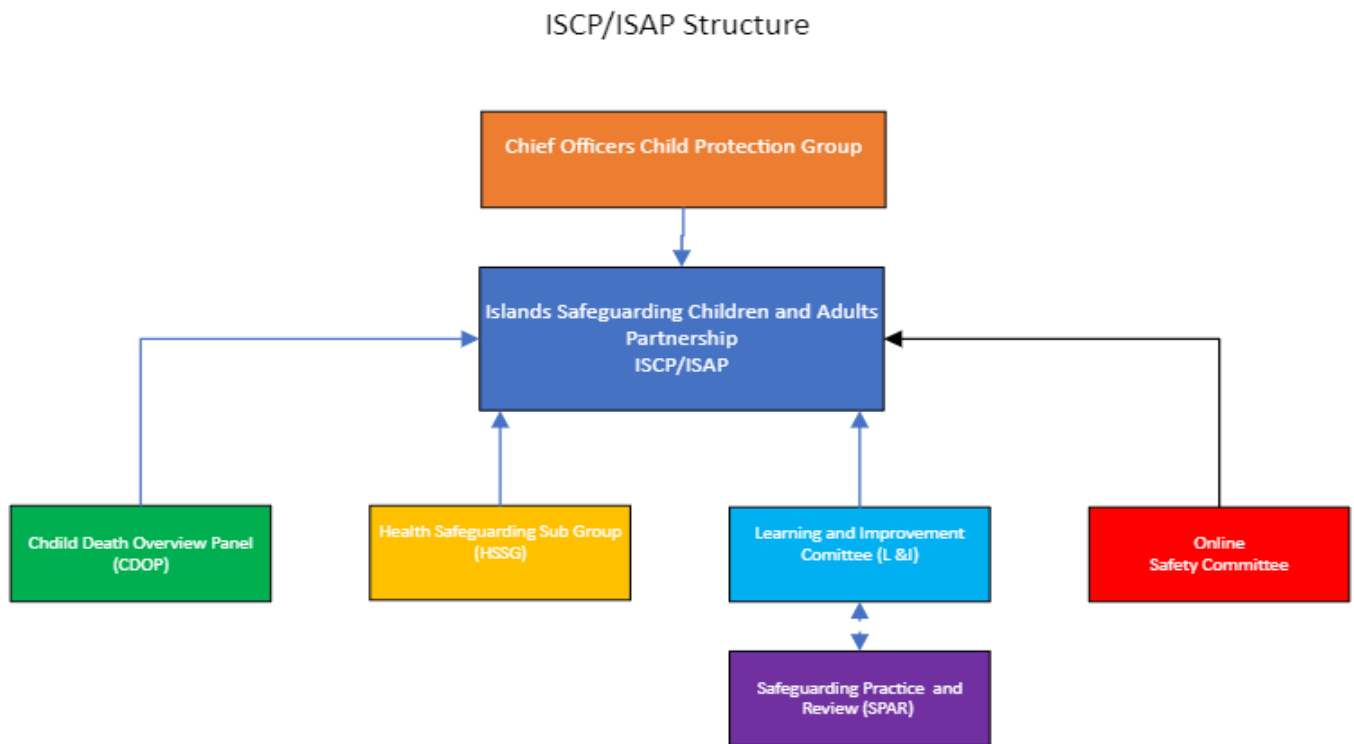 ISCP/ISAP Structure
Chief Officers Child Protection Group
Islands Safeguarding Children and Adults
Partnership
ISCP/ISAP
Chdild Death Overview Panel
(CDOP)
Health Safeguarding Sub Group
(HSSG)
Learning and Improvement
Comittee (L &I)
Online
Safety Committee
Safeguarding Practice  and
Review (SPAR)